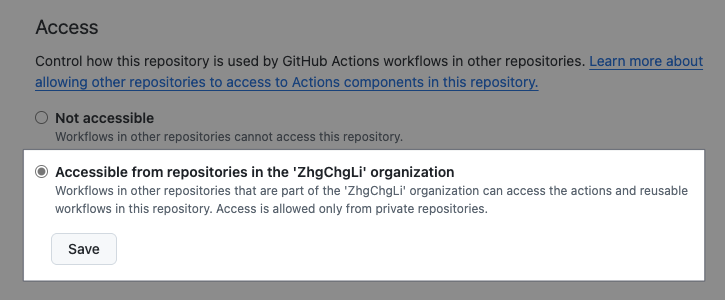 Access
Control how this repository is used by GitHub Actions workflows in other repositories. Learn more about
allowing other repositories to access to Actions components in this repository.
Not accessible
Workflows in other repositories cannot access this repository.
Accessible from repositories in the 'ZhgChgLi' organization
Workflows in other repositories that are part of the 'ZhgChgLi' organization can access the actions and reusable
workflows in this repository. Access is allowed only from private repositories.
Save